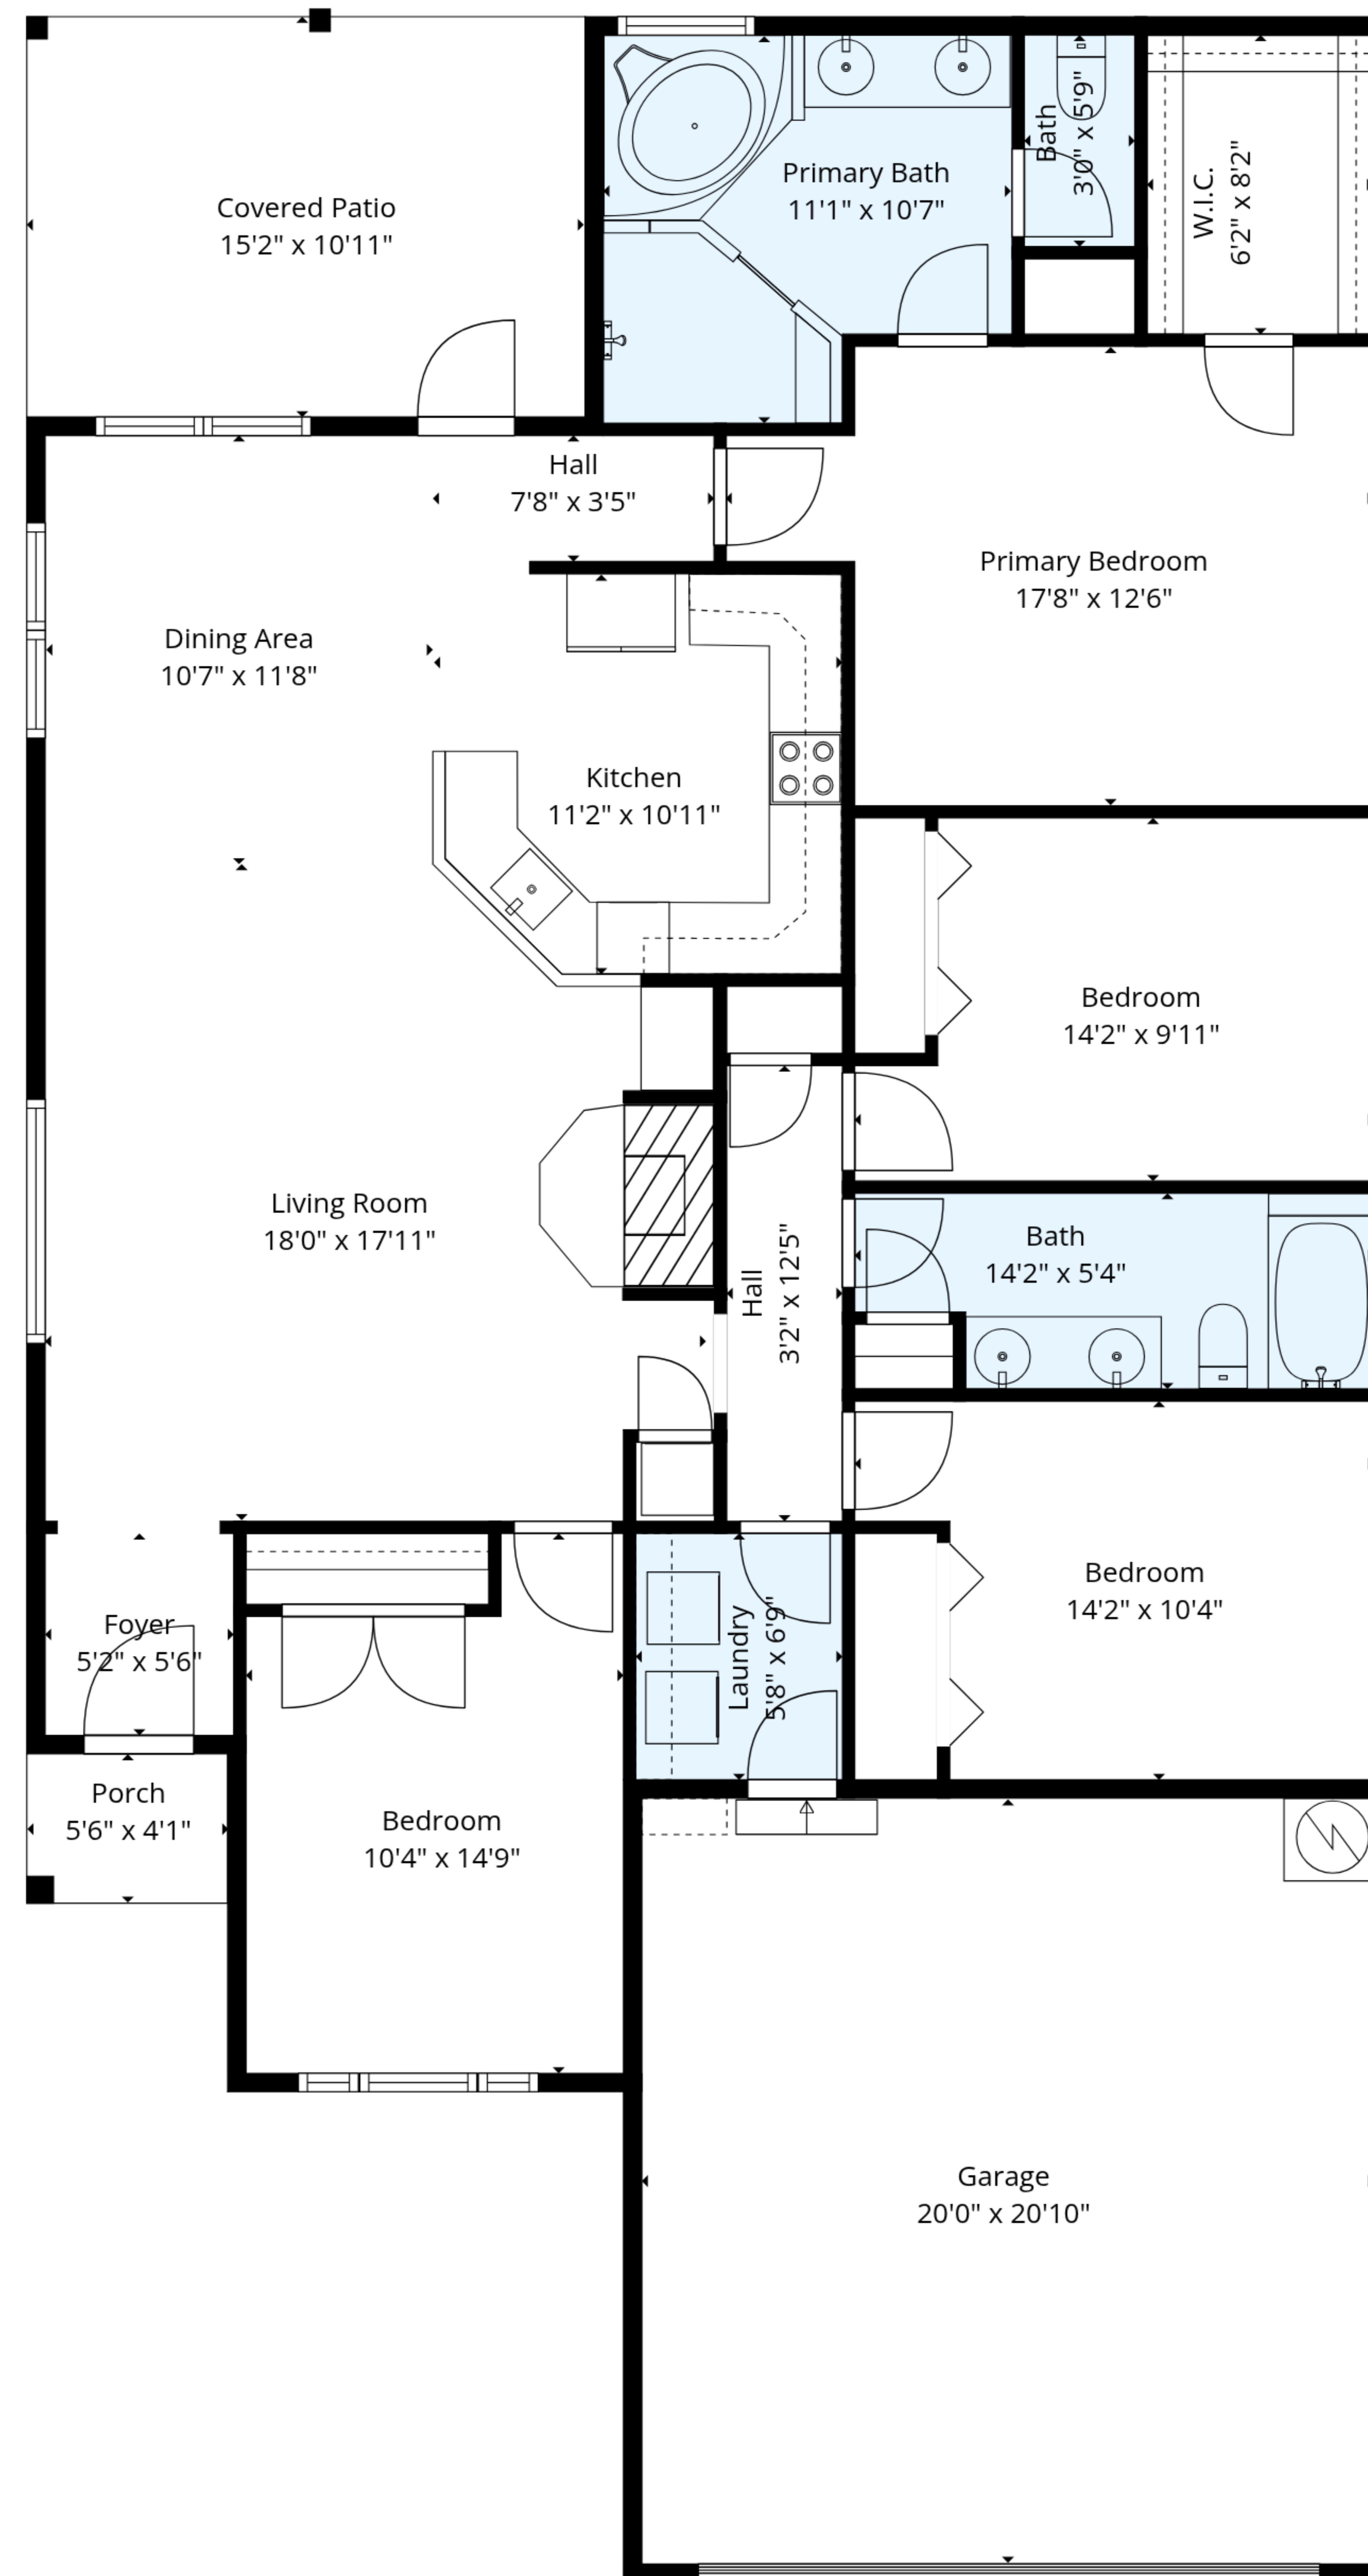 Primary Bath
11'1" x 10'7"
Bath
3'0" x 5'9"
W.I.C.
6'2" x 8'2"
Covered Patio
15'2" x 10'11"
Hall
7'8" x 3'5"
Primary Bedroom
17'8" x 12'6"
Dining Area
10'7" x 11'8"
Kitchen
11'2" x 10'11"
Bedroom
14'2" x 9'11"
Living Room
18'0" x 17'11"
Hall
3'2" x 12'5"
Bath
14'2" x 5'4"
Bedroom
14'2" x 10'4"
Foyer
5'2" x 5'6"
Laundry
5'8" x 6'9"
Porch
5'6" x 4'1"
Bedroom
10'4" x 14'9"
Garage
20'0" x 20'10"